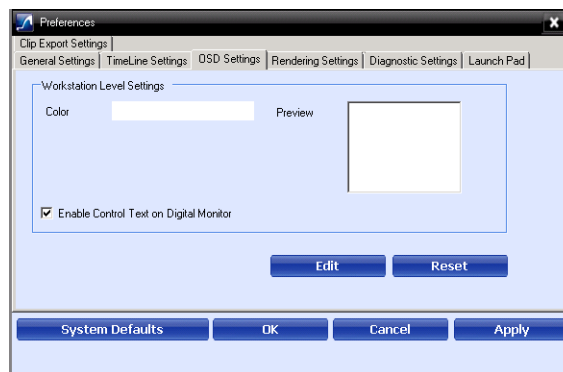 Preferences
Clip Export Settings
General Settings TimeLine Settings OSD Settings Rendering Settings Diagnostic Settings Launch Pad
Workstation Level Settings
Color Preview
Enable Control Text on Digital Monitor
Edit Reset
System Defaults OK Cancel Apply